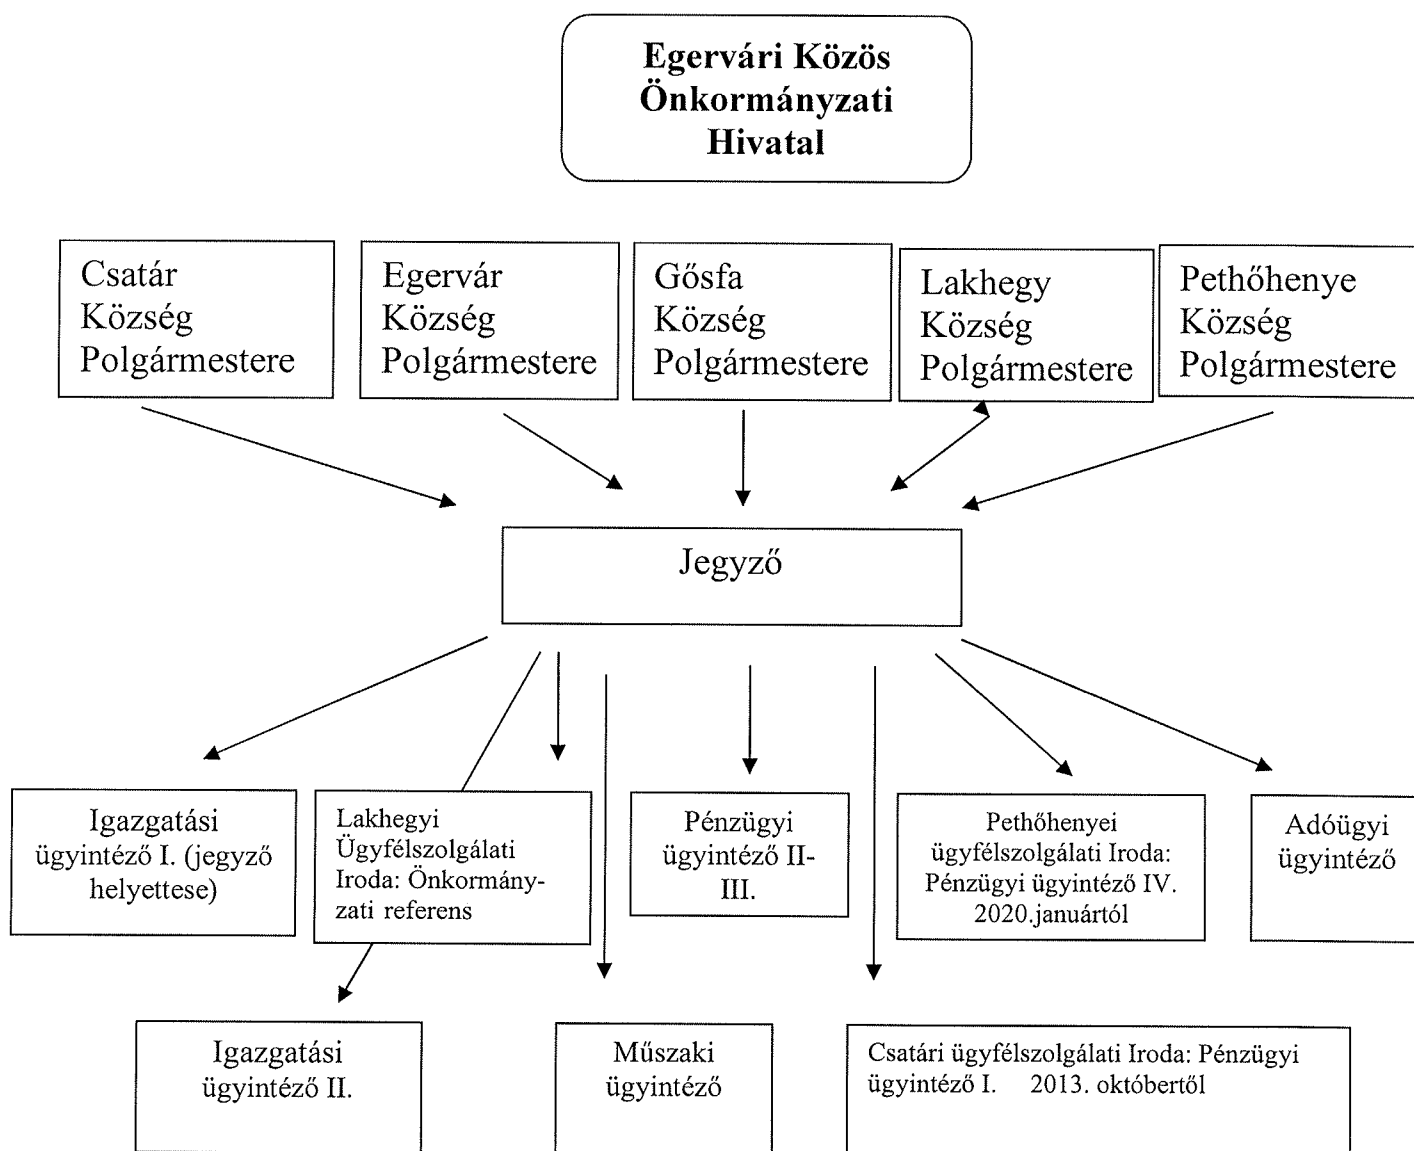 Egervári Közös
Önkormányzati
Hivatal
Csatár
Község
Polgármestere
Egervár
Község
Polgármestere
Gősfa
Község
Polgármestere
Lakhegy
Község
Polgármestere
Pethőhenye
Község
Polgármestere
Jegyző
Igazgatási
ügyintéző I. (jegyző
helyettese)
Lakhegyi
Ügyfélszolgálati
Iroda: Önkormány-
zati referens
Pénzügyi
ügyintéző II-
III.
Pethőhenyei
ügyfélszolgálati Iroda:
Pénzügyi ügyintéző IV.
2020.januártól
Adóügyi
ügyintéző
Igazgatási
ügyintéző II.
Műszaki
ügyintéző
Csatári ügyfélszolgálati Iroda: Pénzügyi
ügyintéző I. 2013. októbertől